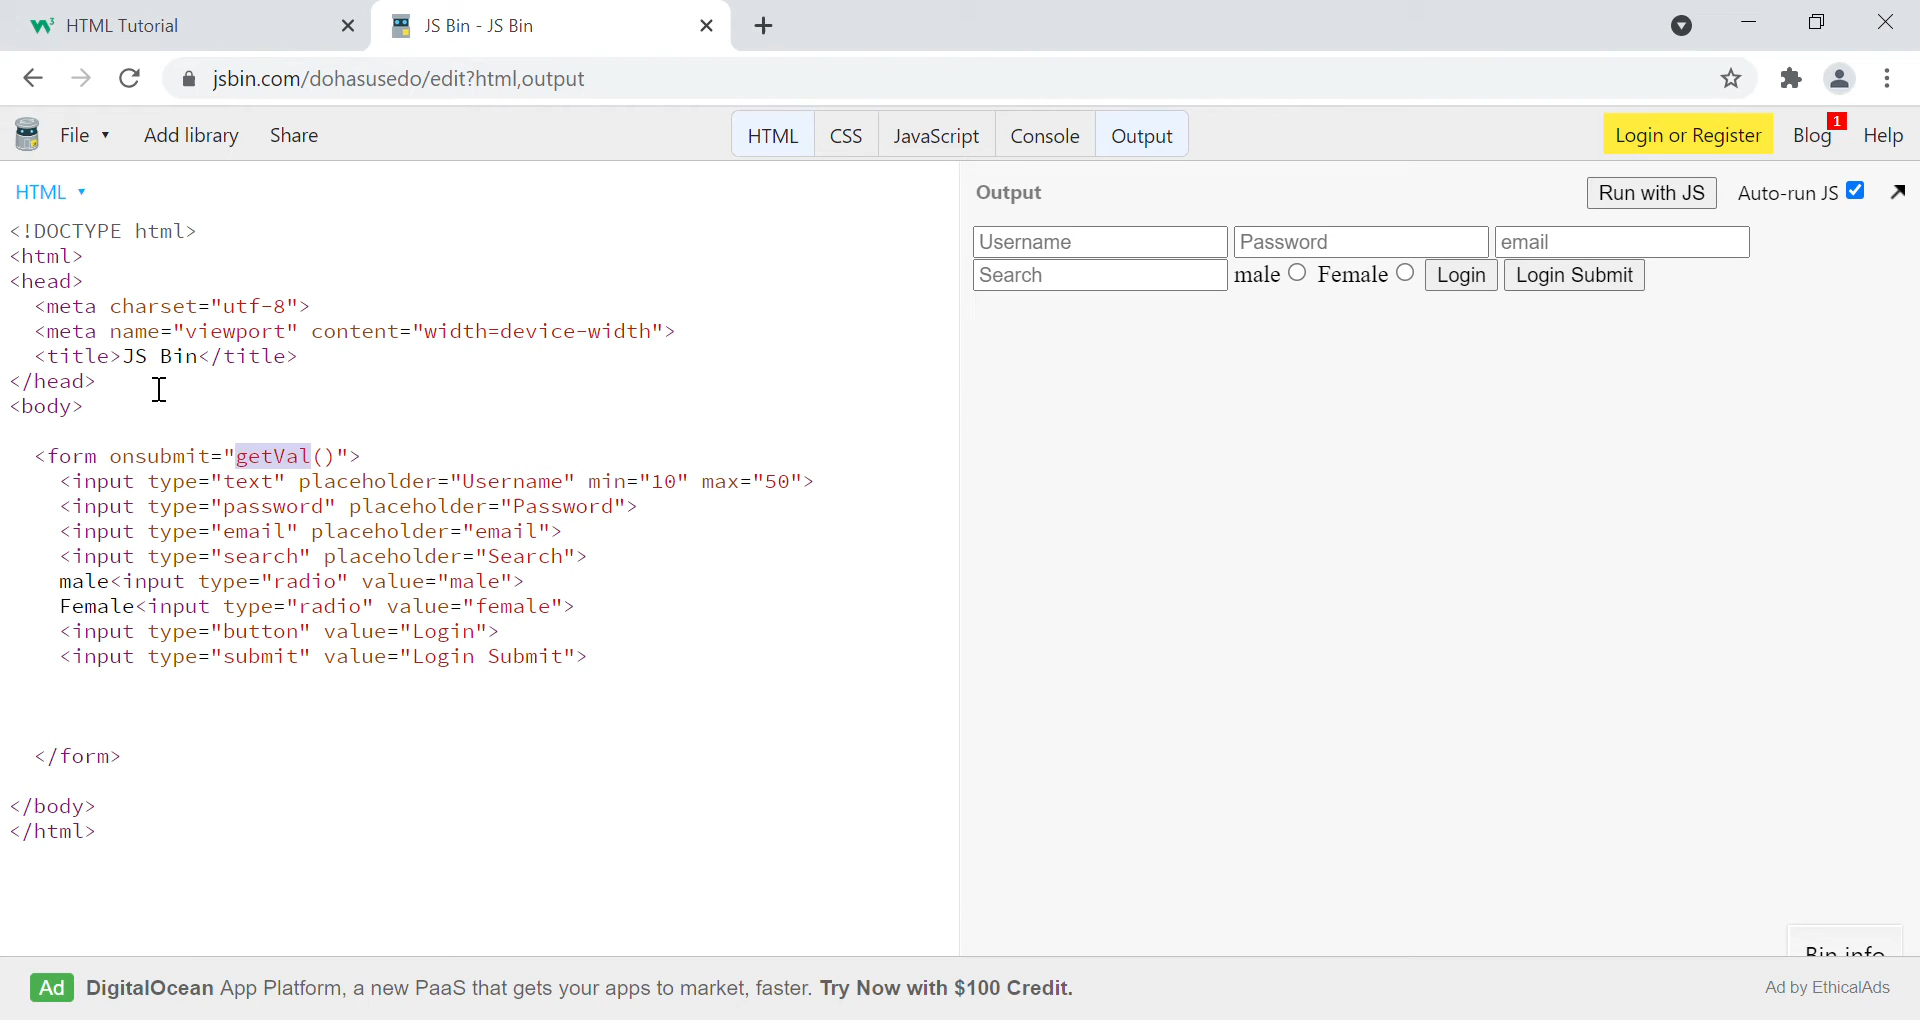 HTML Tutorial
JS Bin - JS Bin
jsbin.com/dohasusedo/edit?html,output
File
Add library
Share
HTML
CSS
JavaScript
Console
Output
Login or Register
Blog
1
Help
HTML
<!DOCTYPE html>
<html>
<head>
<meta charset="utf-8">
<meta name="viewport" content="width=device-width">
<title>JS Bin</title>
</head>
<body>
<form onsubmit="getVal()">
<input type="text" placeholder="Username" min="10" max="50">
<input type="password" placeholder="Password">
<input type="email" placeholder="email">
<input type="search" placeholder="Search">
male<input type="radio" value="male">
Female<input type="radio" value="female">
<input type="button" value="Login">
<input type="submit" value="Login Submit">
</form>
</body>
</html>
Output
Run with JS
Auto-run JS
Username Password email
Search male Female Login Login Submit
Bin info
Ad DigitalOcean App Platform, a new PaaS that gets your apps to market, faster. Try Now with $100 Credit.
Ad by EthicalAds